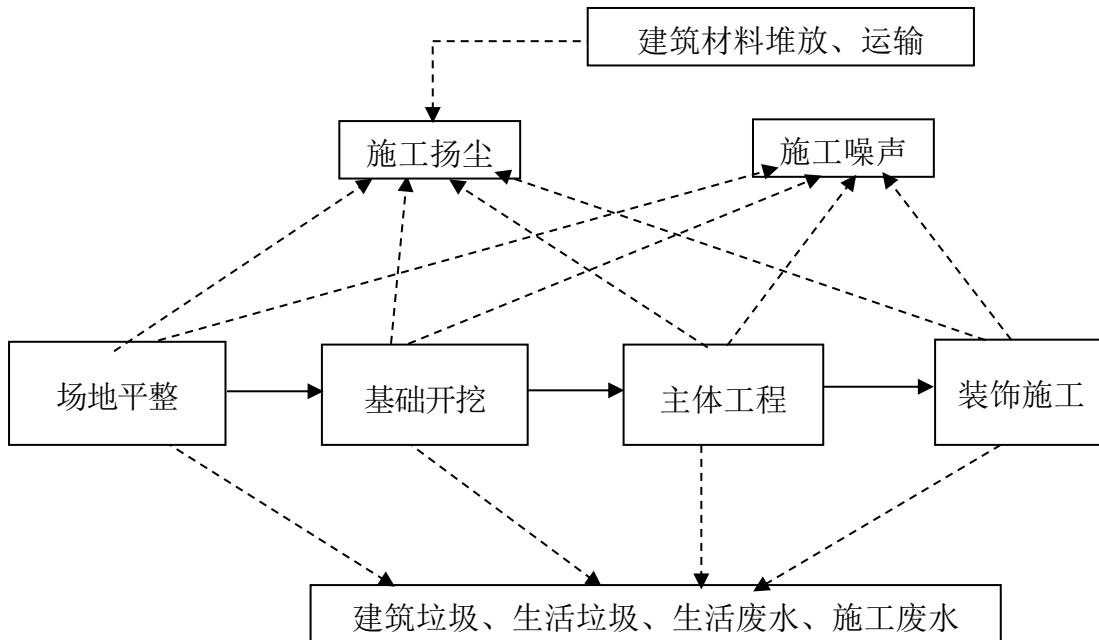 建筑材料堆放、运输
施工扬尘
施工噪声
场地平整
基础开挖
主体工程
装饰施工
建筑垃圾、生活垃圾、生活废水、施工废水